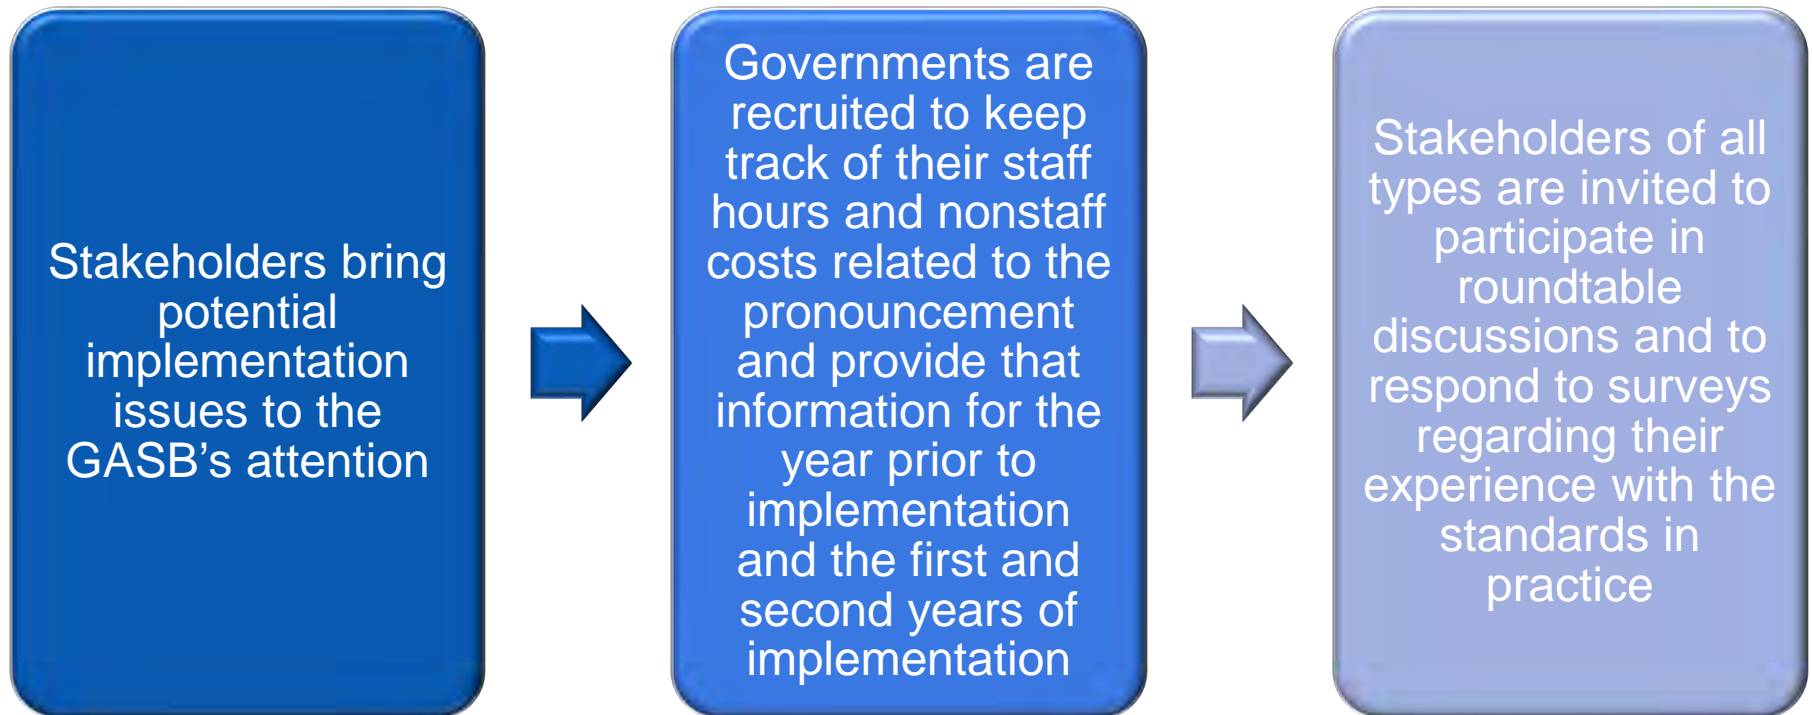 Stakeholders bring
potential
implementation
issues to the
GASB’s attention
Governments are
recruited to keep
track of their staff
hours and nonstaff
costs related to the
pronouncement
and provide that
information for the
year prior to
implementation
and the first and
second years of
implementation
Stakeholders of all
types are invited to
participate in
roundtable
discussions and to
respond to surveys
regarding their
experience with the
standards in
practice